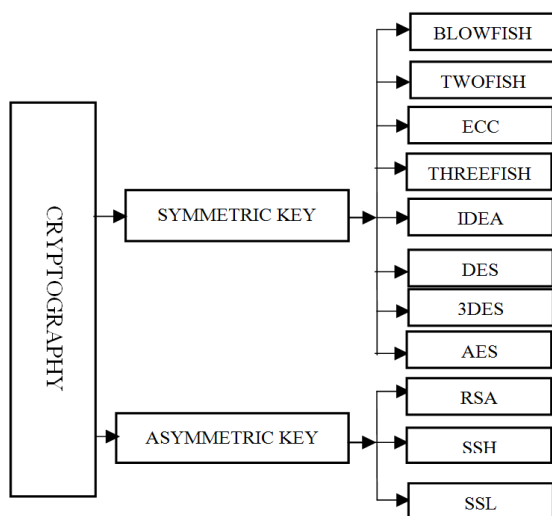 CRYPTOGRAPHY
SYMMETRIC KEY
BLOWFISH
TWOFISH
ECC
THREEFISH
IDEA
DES
3DES
AES
ASYMMETRIC KEY
RSA
SSH
SSL